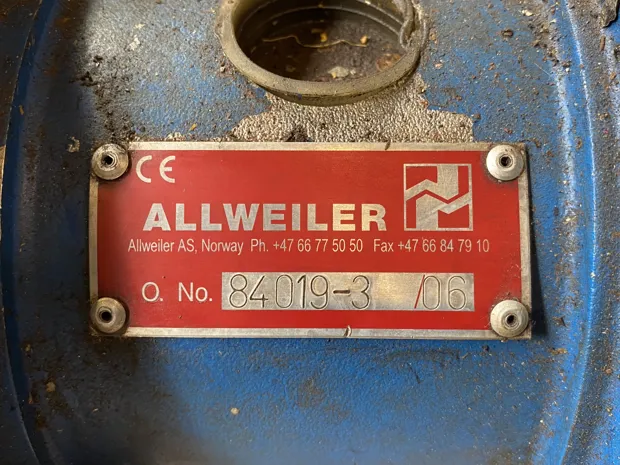 CE
ALLWEILER
Allweiler AS, Norway Ph. +47 66 77 50 50 Fax +47 66 84 79 10
O. No. 84019-3 /06